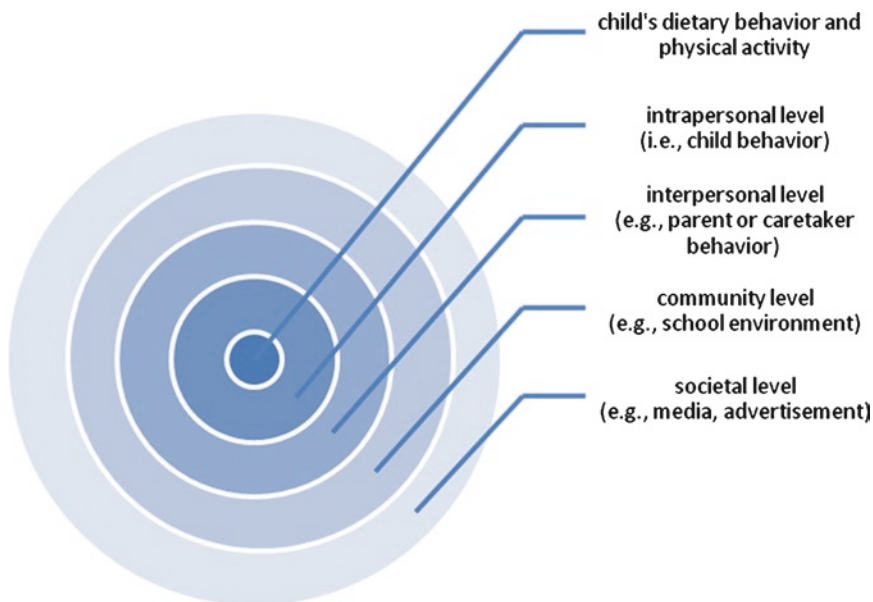 child's dietary behavior and
physical activity
intrapersonal level
(i.e., child behavior)
interpersonal level
(e.g., parent or caretaker
behavior)
community level
(e.g., school environment)
societal level
(e.g., media, advertisement)